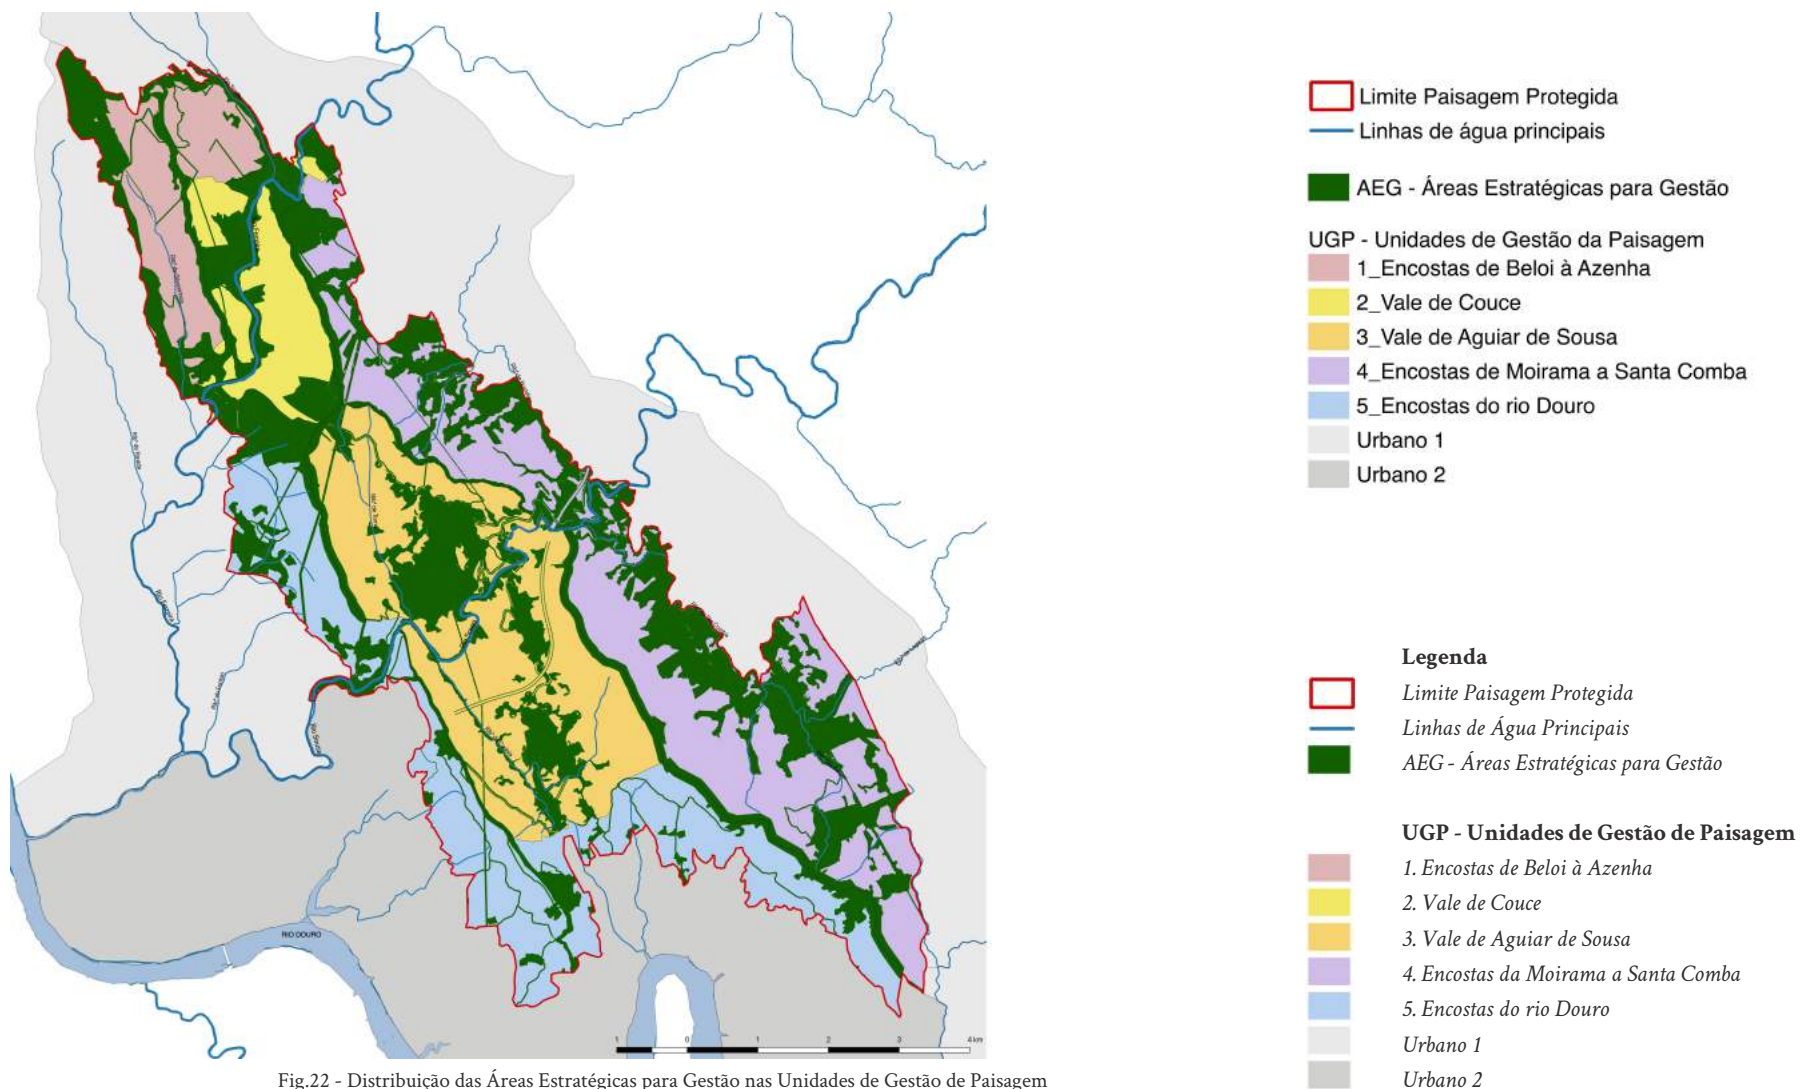 Limite Paisagem Protegida
Linhas de água principais
AEG - Áreas Estratégicas para Gestão
UGP - Unidades de Gestão da Paisagem
1_Encostas de Beloi à Azenha
2_Vale de Couce
3_Vale de Aguiar de Sousa
4_Encostas de Moirama a Santa Comba
5_Encostas do rio Douro
Urbano 1
Urbano 2
Legenda
Limite Paisagem Protegida
Linhas de Água Principais
AEG - Áreas Estratégicas para Gestão
UGP - Unidades de Gestão de Paisagem
1. Encostas de Beloi à Azenha
2. Vale de Couce
3. Vale de Aguiar de Sousa
4. Encostas da Moirama a Santa Comba
5. Encostas do rio Douro
Urbano 1
Urbano 2
RIO DOURO
1 0 1 2 3 4 km
Fig.22 - Distribuição das Áreas Estratégicas para Gestão nas Unidades de Gestão de Paisagem